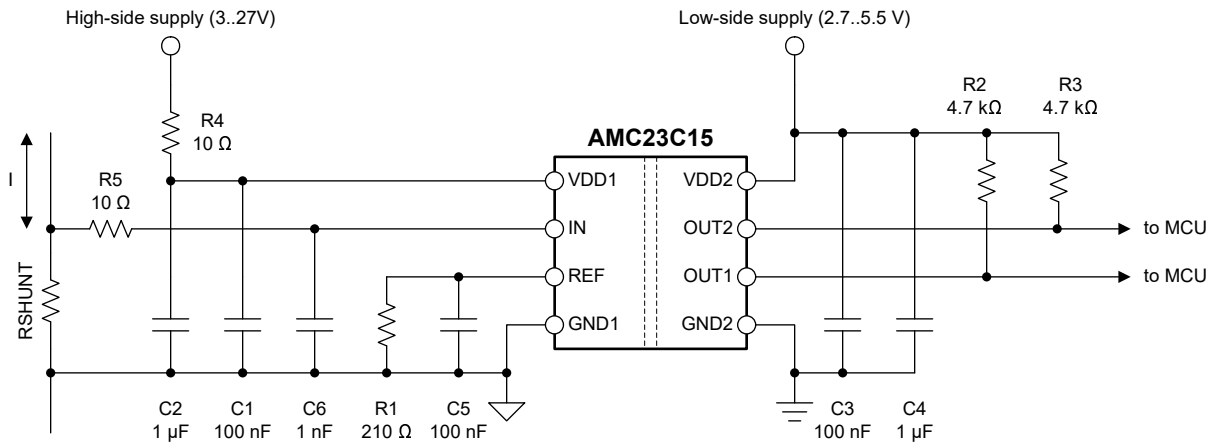 High-side supply (3..27V)
Low-side supply (2.7..5.5 V)
R2
4.7 kΩ
R3
4.7 kΩ
R4
10 Ω
AMC23C15
I
R5
10 Ω
VDD1
VDD2
IN
OUT2
to MCU
REF
OUT1
to MCU
RSHUNT
GND1
GND2
C2
1 µF
C1
100 nF
C6
1 nF
R1
210 Ω
C5
100 nF
C3
100 nF
C4
1 µF